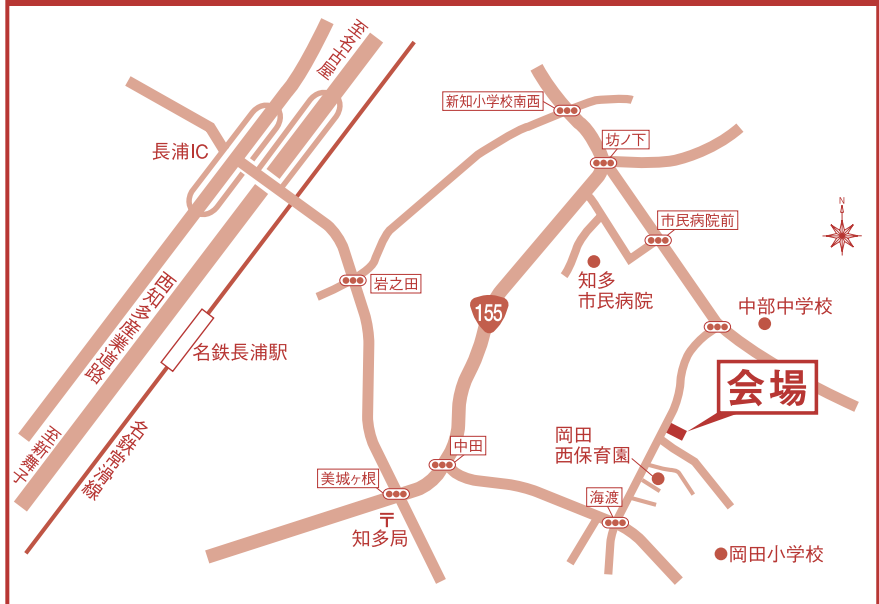 至名古屋
新知小学校南西
坊ノ下
長浦IC
N
市民病院前
岩之田
知多
市民病院
155
中部中学校
西知多産業道路
名鉄長浦駅
会場
名鉄常滑線
至新舞子
岡田
西保育園
中田
美城ヶ根
海渡
〒
知多局
岡田小学校